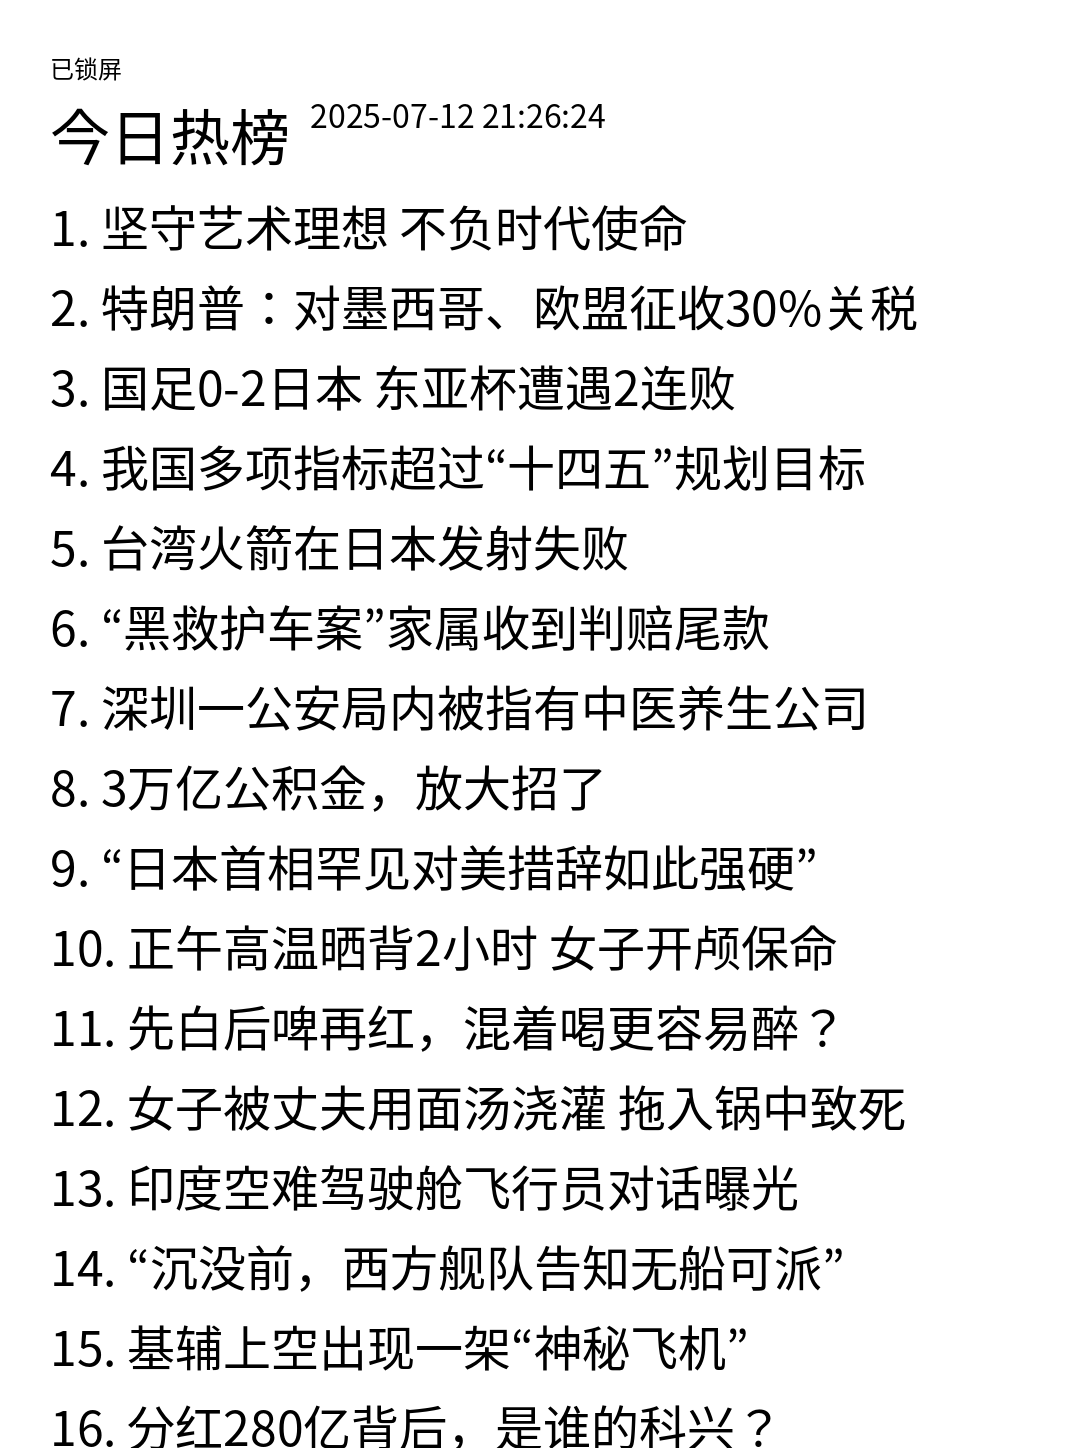 已锁屏
今日热榜 2025-07-12 21:26:24
1. 坚守艺术理想 不负时代使命
2. 特朗普：对墨西哥、欧盟征收30%关税
3. 国足0-2日本 东亚杯遭遇2连败
4. 我国多项指标超过“十四五”规划目标
5. 台湾火箭在日本发射失败
6. “黑救护车案”家属收到判赔尾款
7. 深圳一公安局内被指有中医养生公司
8. 3万亿公积金，放大招了
9. “日本首相罕见对美措辞如此强硬”
10. 正午高温晒背2小时 女子开颅保命
11. 先白后啤再红，混着喝更容易醉？
12. 女子被丈夫用面汤浇灌 拖入锅中致死
13. 印度空难驾驶舱飞行员对话曝光
14. “沉没前，西方舰队告知无船可派”
15. 基辅上空出现一架“神秘飞机”
16. 分红280亿背后，是谁的科兴？